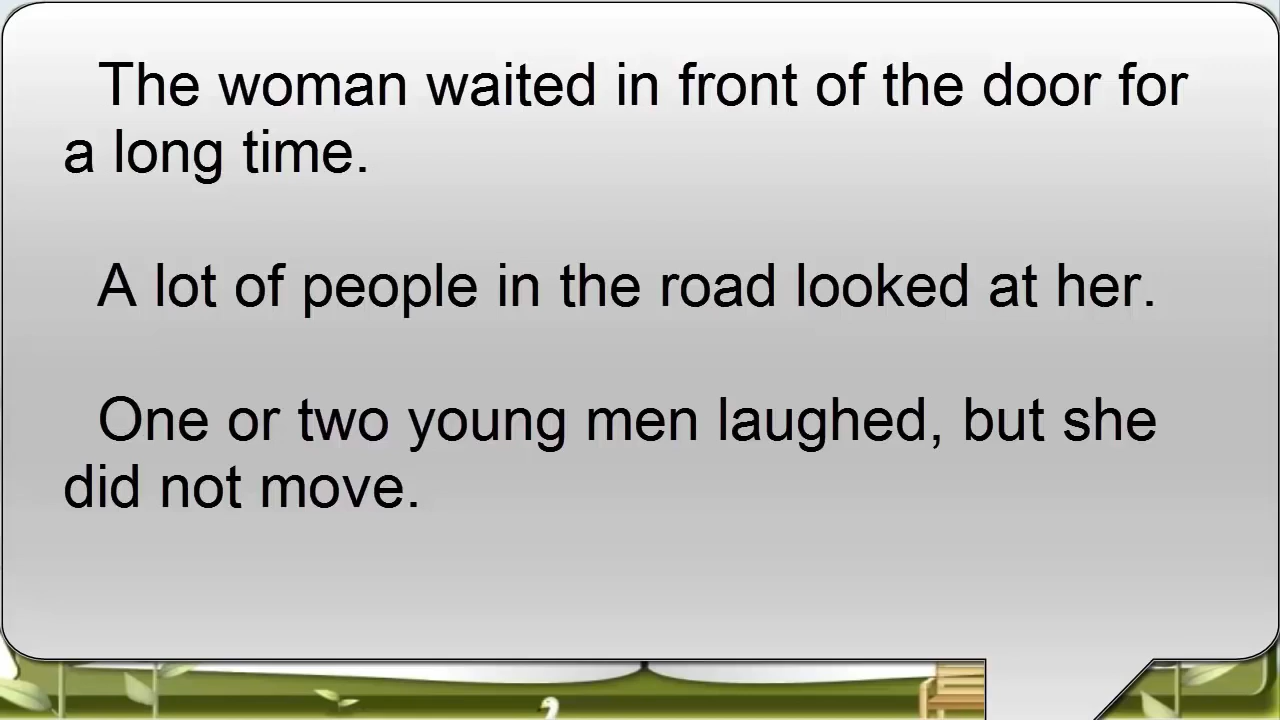 The woman waited in front of the door for
a long time.
A lot of people in the road looked at her.
One or two young men laughed, but she
did not move.